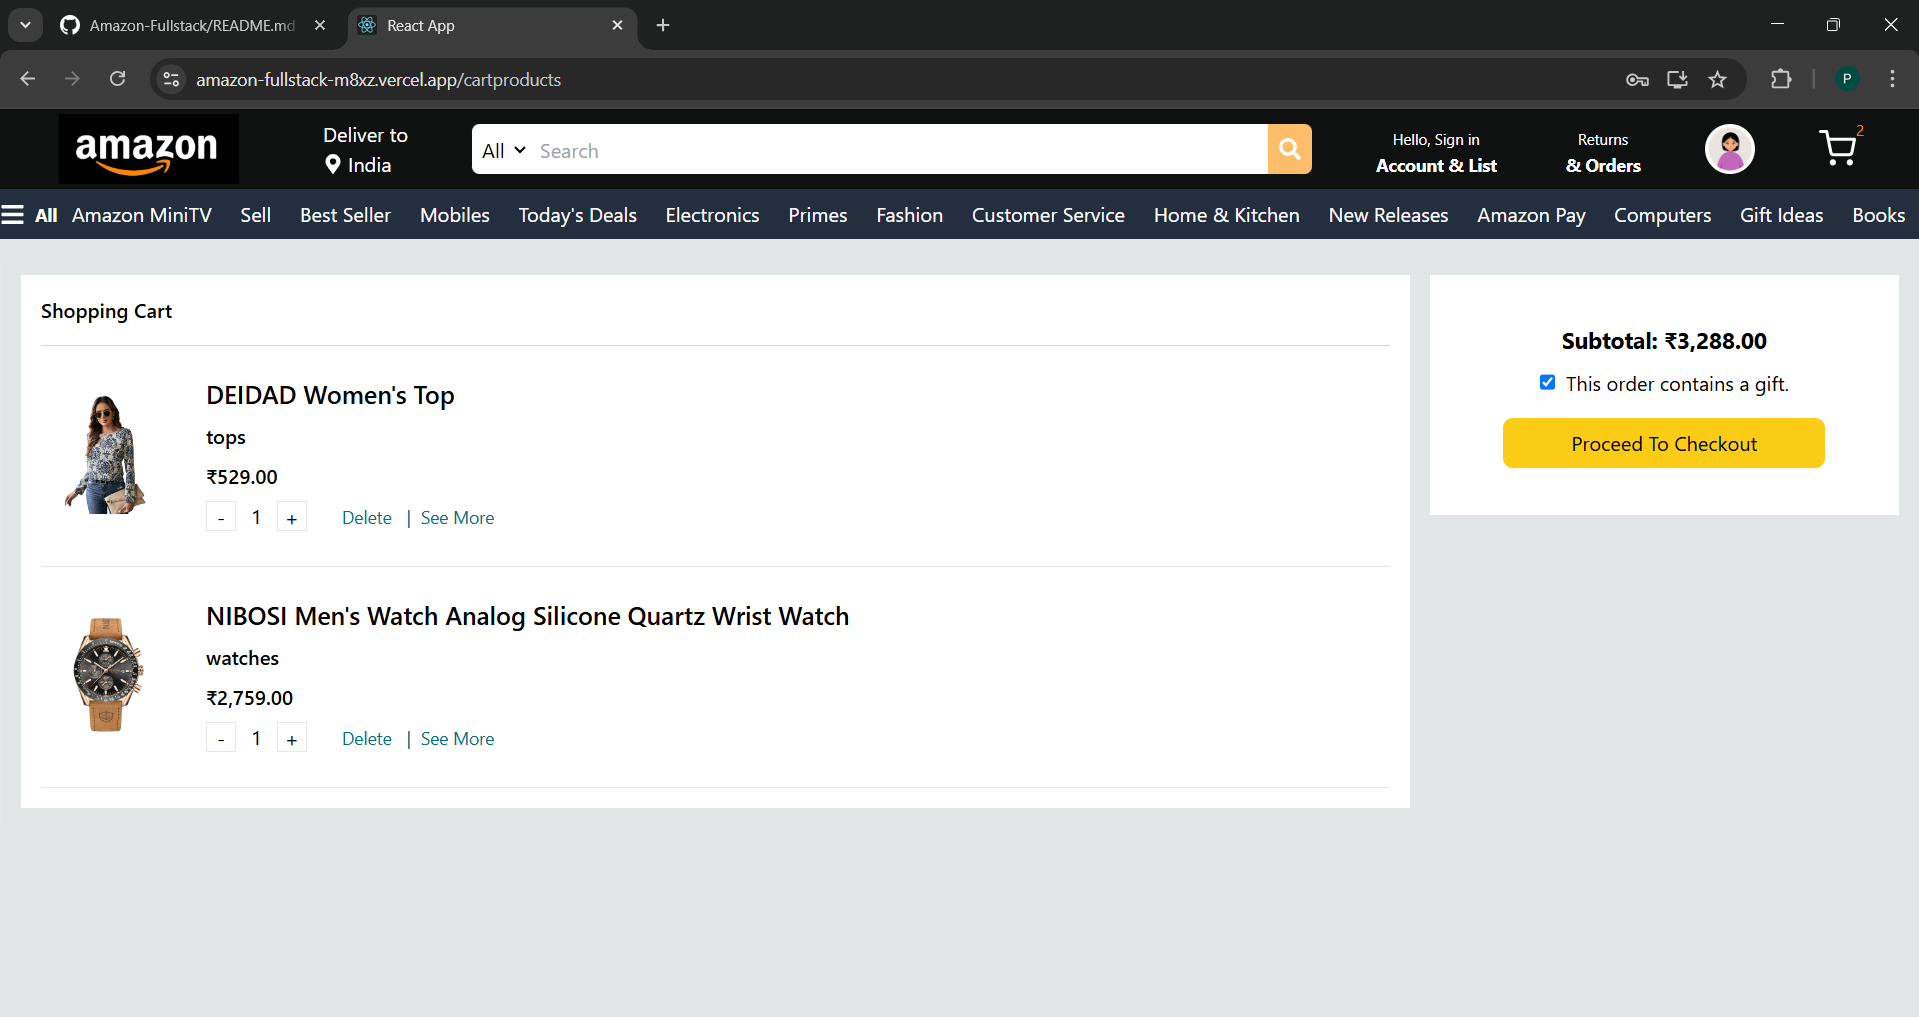 Amazon-Fullstack/README.md
React App
amazon-fullstack-m8xz.vercel.app/cartproducts
P
amazon
Deliver to
India
All
Search
Hello, Sign in
Account & List
Returns
& Orders
2
All Amazon MiniTV Sell Best Seller Mobiles Today's Deals Electronics Primes Fashion Customer Service Home & Kitchen New Releases Amazon Pay Computers Gift Ideas Books
Shopping Cart
DEIDAD Women's Top
tops
₹529.00
- 1 + Delete | See More
NIBOSI Men's Watch Analog Silicone Quartz Wrist Watch
watches
₹2,759.00
- 1 + Delete | See More
Subtotal: ₹3,288.00
This order contains a gift.
Proceed To Checkout